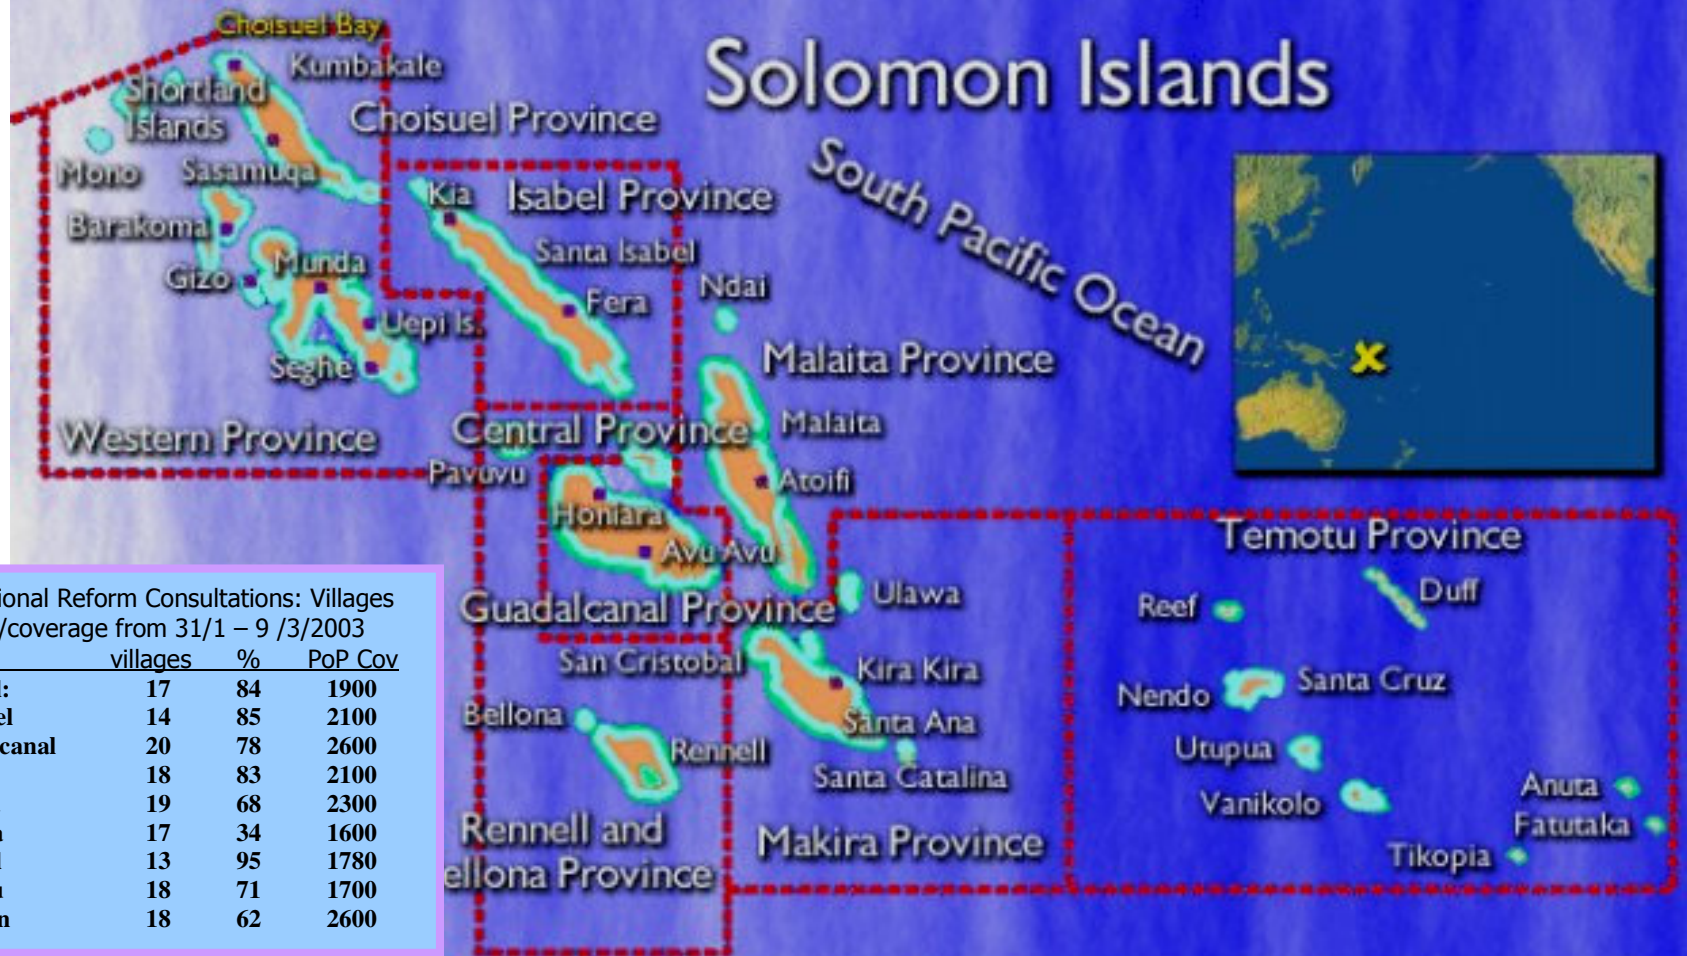 Solomon Islands
South Pacific Ocean
Choisuel Bay
Kumbakale
Shortland
Islands
Choisuel Province
Mono
Sasamuqa
Kia
Isabel Province
Barakoma
Santa Isabel
Munda
Gizo
Ndai
Fera
Uepi Is.
Seghe
Malaita Province
Western Province
Central Province
Malaita
Pavuvu
Atoifi
Honiara
Avu Avu
Temotu Province
Guadalcanal Province
Ulawa
Reef
Duff
San Cristobal
Kira Kira
Nendo
Santa Cruz
Bellona
Santa Ana
Rennell
Utupua
Santa Catalina
Vanikolo
Anuta
Fatutaka
Rennell and
ellona Province
Makira Province
Tikopia
ional Reform Consultations: Villages
/coverage from 31/1 – 9 /3/2003
villages % PoP Cov
l: 17 84 1900
el 14 85 2100
canal 20 78 2600
18 83 2100
19 68 2300
a 17 34 1600
l 13 95 1780
a 18 71 1700
n 18 62 2600